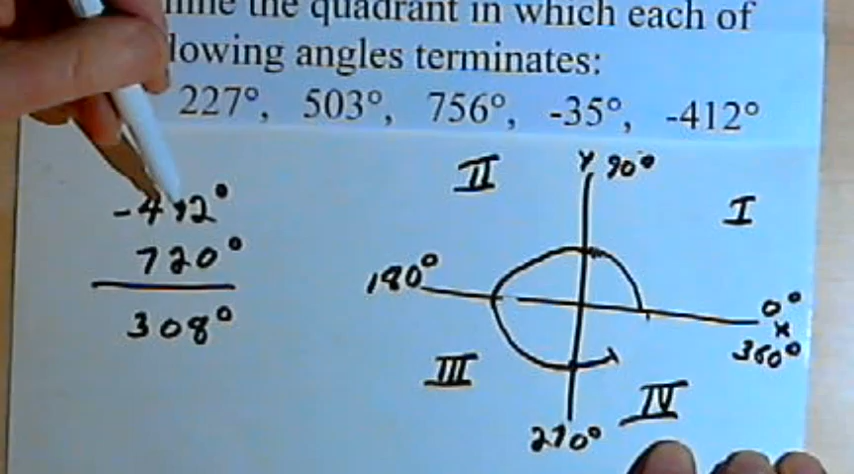 the quadrant in which each of
lowing angles terminates:
227°, 503°, 756°, -35°, -412°
II
Y 90°
I
-412°
720°
308°
180°
0°
x
360°
III
IV
270°